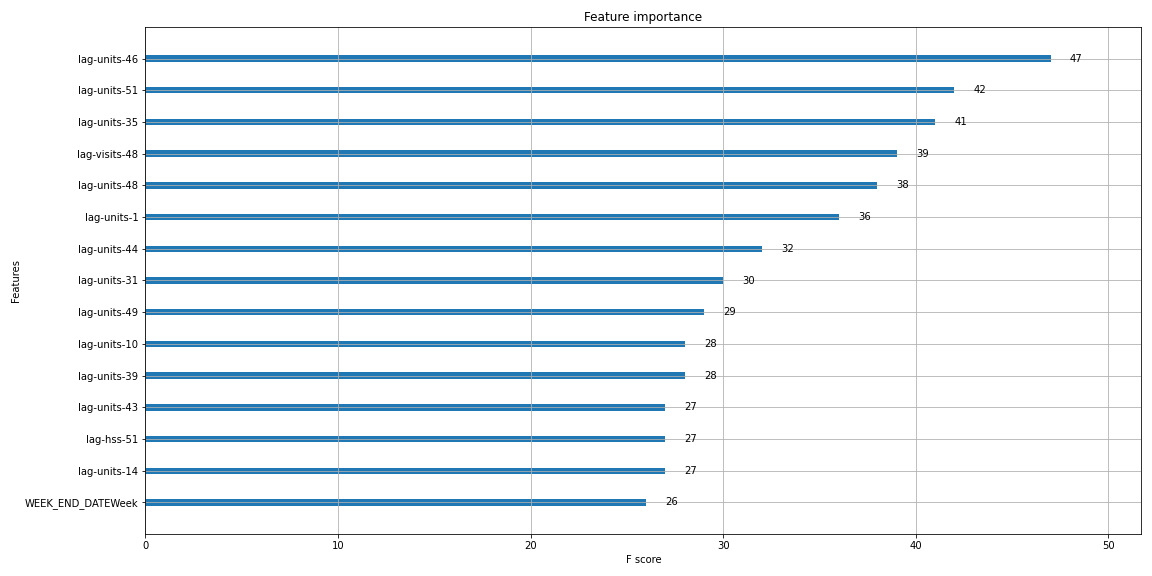 Feature importance
Features
lag-units-46 47
lag-units-51 42
lag-units-35 41
lag-visits-48 39
lag-units-48 38
lag-units-1 36
lag-units-44 32
lag-units-31 30
lag-units-49 29
lag-units-10 28
lag-units-39 28
lag-units-43 27
lag-hss-51 27
lag-units-14 27
WEEK_END_DATEWeek 26
0 10 20 30 40 50
F score